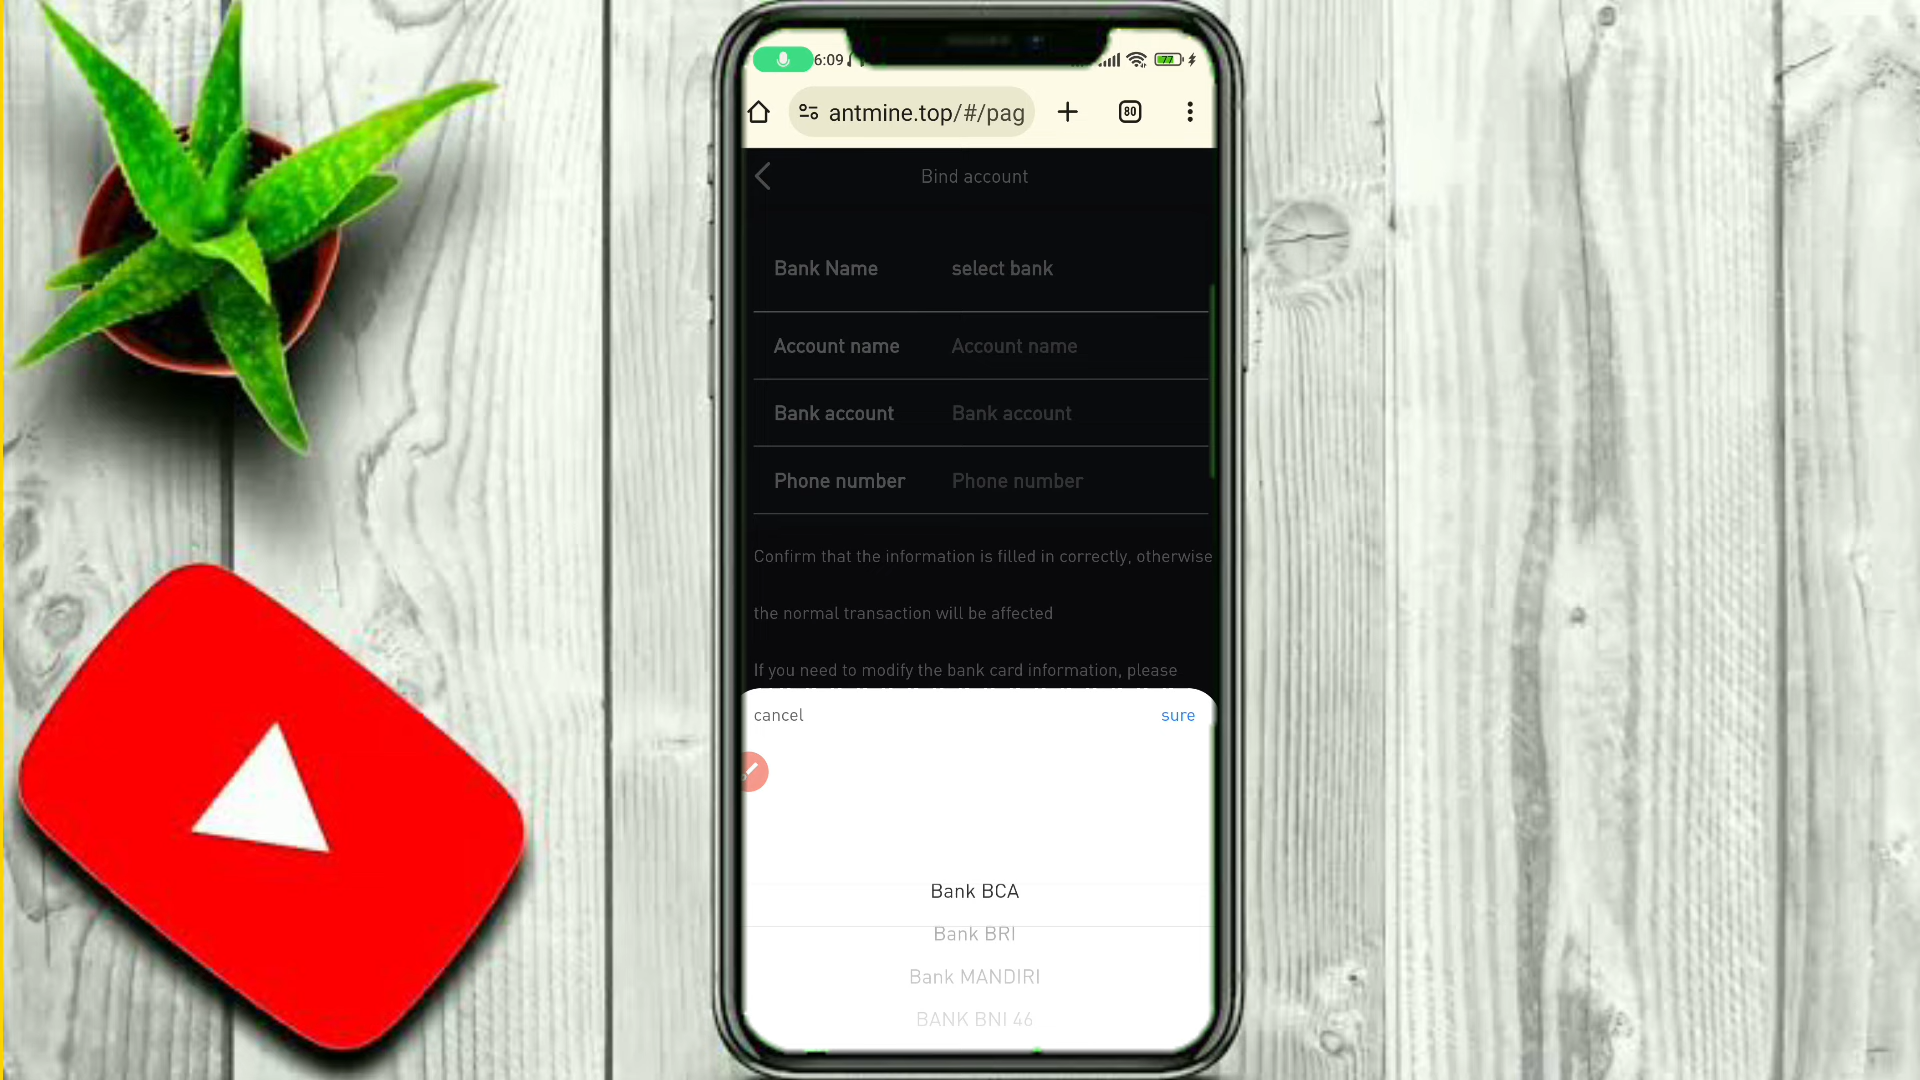 6:09
77
antmine.top/#/pag
80
Bind account
Bank Name select bank
Account name Account name
Bank account Bank account
Phone number Phone number
Confirm that the information is filled in correctly, otherwise
the normal transaction will be affected
If you need to modify the bank card information, please
cancel sure
Bank BCA
Bank BRI
Bank MANDIRI
BANK BNI 46